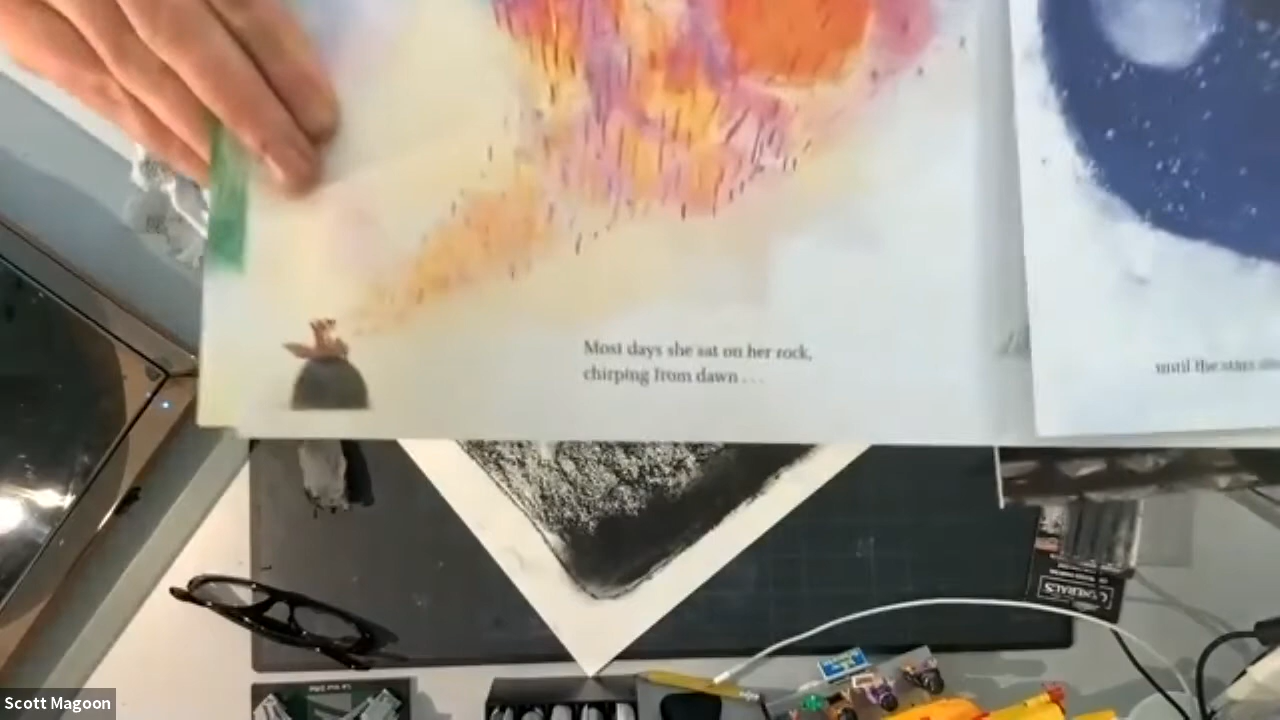 Most days she sat on her rock,
chirping from dawn . . .
until the stars
Scott Magoon